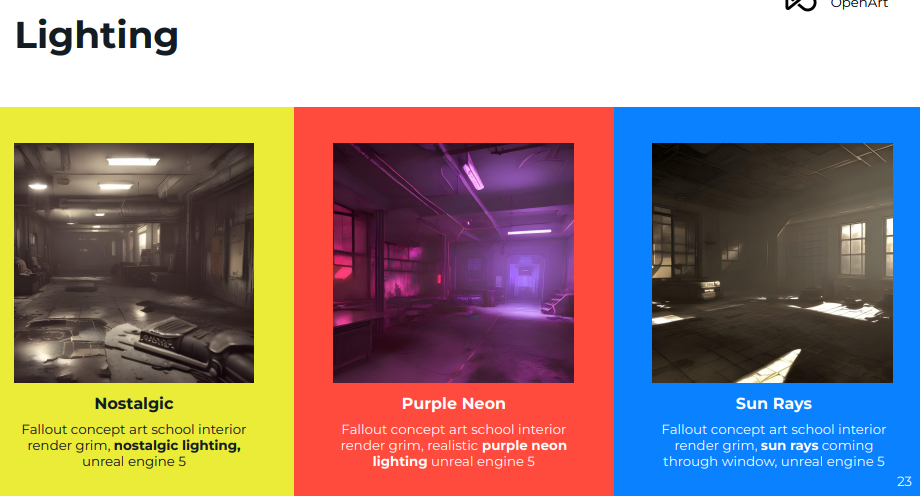 OpenArt
Lighting
Nostalgic
Fallout concept art school interior
render grim, nostalgic lighting,
unreal engine 5
Purple Neon
Fallout concept art school interior
render grim, realistic purple neon
lighting unreal engine 5
Sun Rays
Fallout concept art school interior
render grim, sun rays coming
through window, unreal engine 5
23